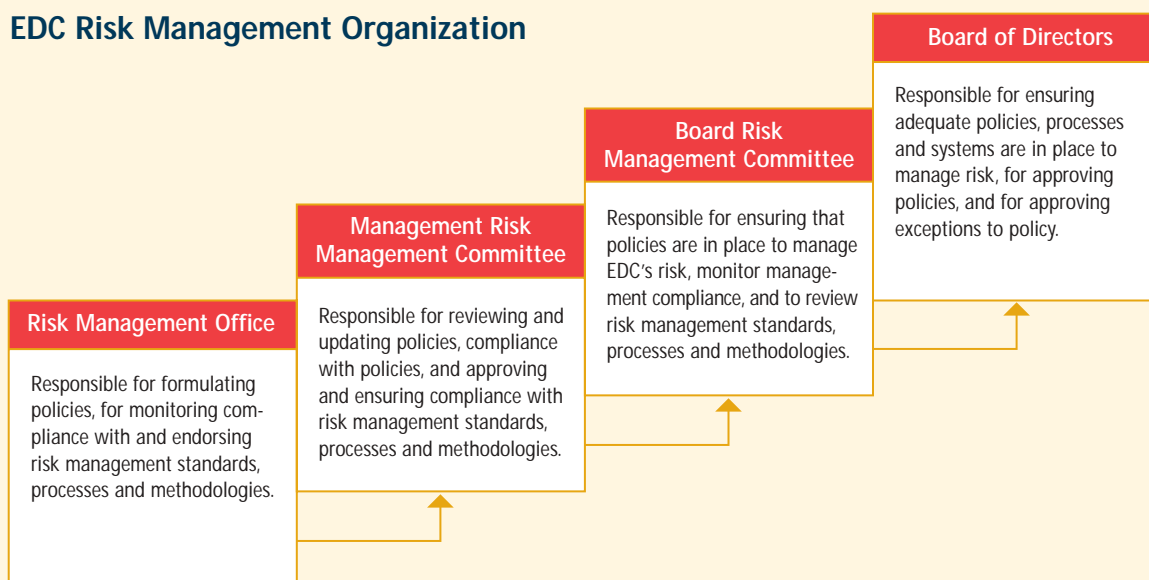 EDC Risk Management Organization
Board of Directors
Responsible for ensuring
adequate policies, processes
and systems are in place to
manage risk, for approving
policies, and for approving
exceptions to policy.
Board Risk
Management Committee
Responsible for ensuring that
policies are in place to manage
EDC's risk, monitor manage-
ment compliance, and to review
risk management standards,
processes and methodologies.
Management Risk
Management Committee
Responsible for reviewing and
updating policies, compliance
with policies, and approving
and ensuring compliance with
risk management standards,
processes and methodologies.
Risk Management Office
Responsible for formulating
policies, for monitoring com-
pliance with and endorsing
risk management standards,
processes and methodologies.